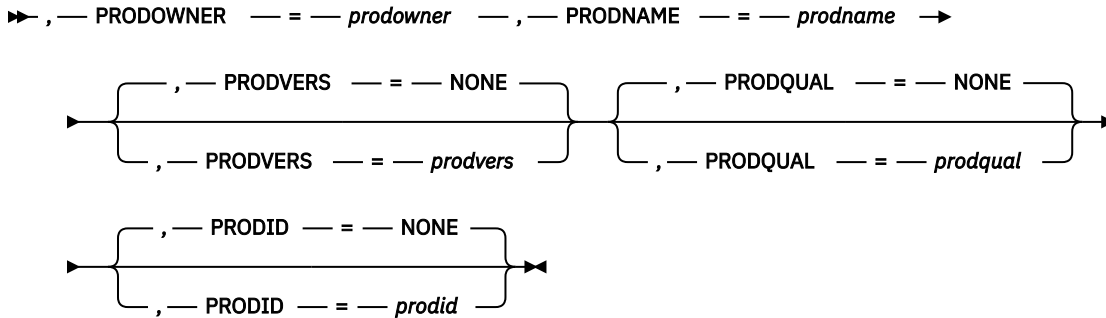 , PRODOWNER = prodowner , PRODNAME = prodname
, PRODVERS = NONE , PRODQUAL = NONE
, PRODVERS = prodvers , PRODQUAL = prodqual
, PRODID = NONE
, PRODID = prodid